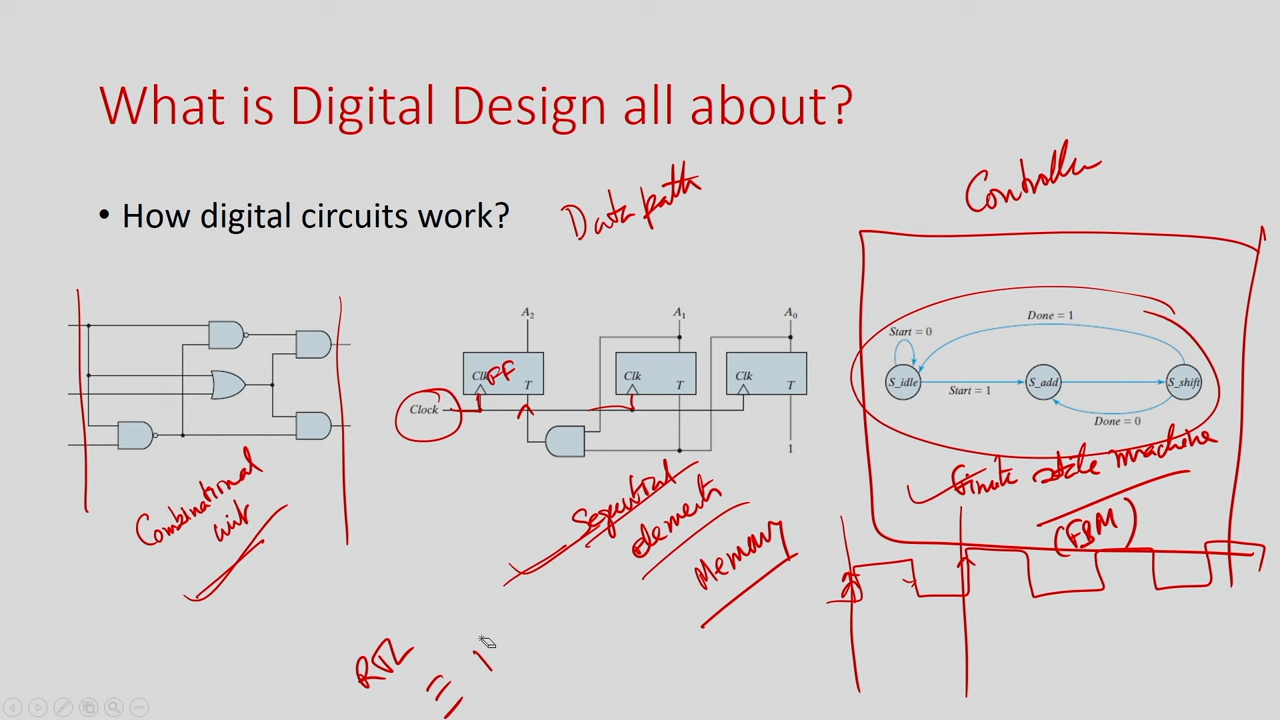 What is Digital Design all about?
• How digital circuits work?
Data path
Controller
A₂
A₁
A₀
Clk
FF
T
Clk
T
Clk
T
Clock
1
Start = 0
Done = 1
S_idle
S_add
S_shift
Start = 1
Done = 0
Combinational
Sequential
elements
Memory
finite state machine
(FSM)
RTL
=